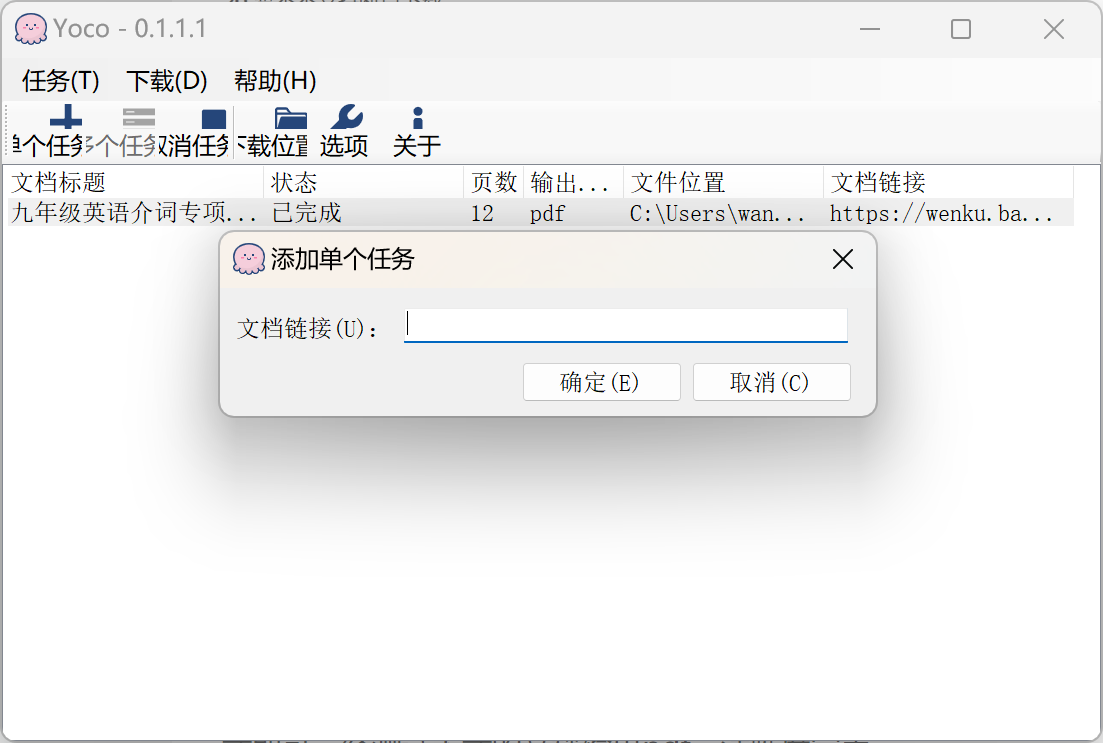 Yoco - 0.1.1.1
任务(T) 下载(D) 帮助(H)
单个任务 多个任务 取消任务 下载位置 选项 关于
文档标题 状态 页数 输出... 文件位置 文档链接
九年级英语介词专项... 已完成 12 pdf C:\Users\wan... https://wenku.ba...
添加单个任务
文档链接(U):
确定(E) 取消(C)